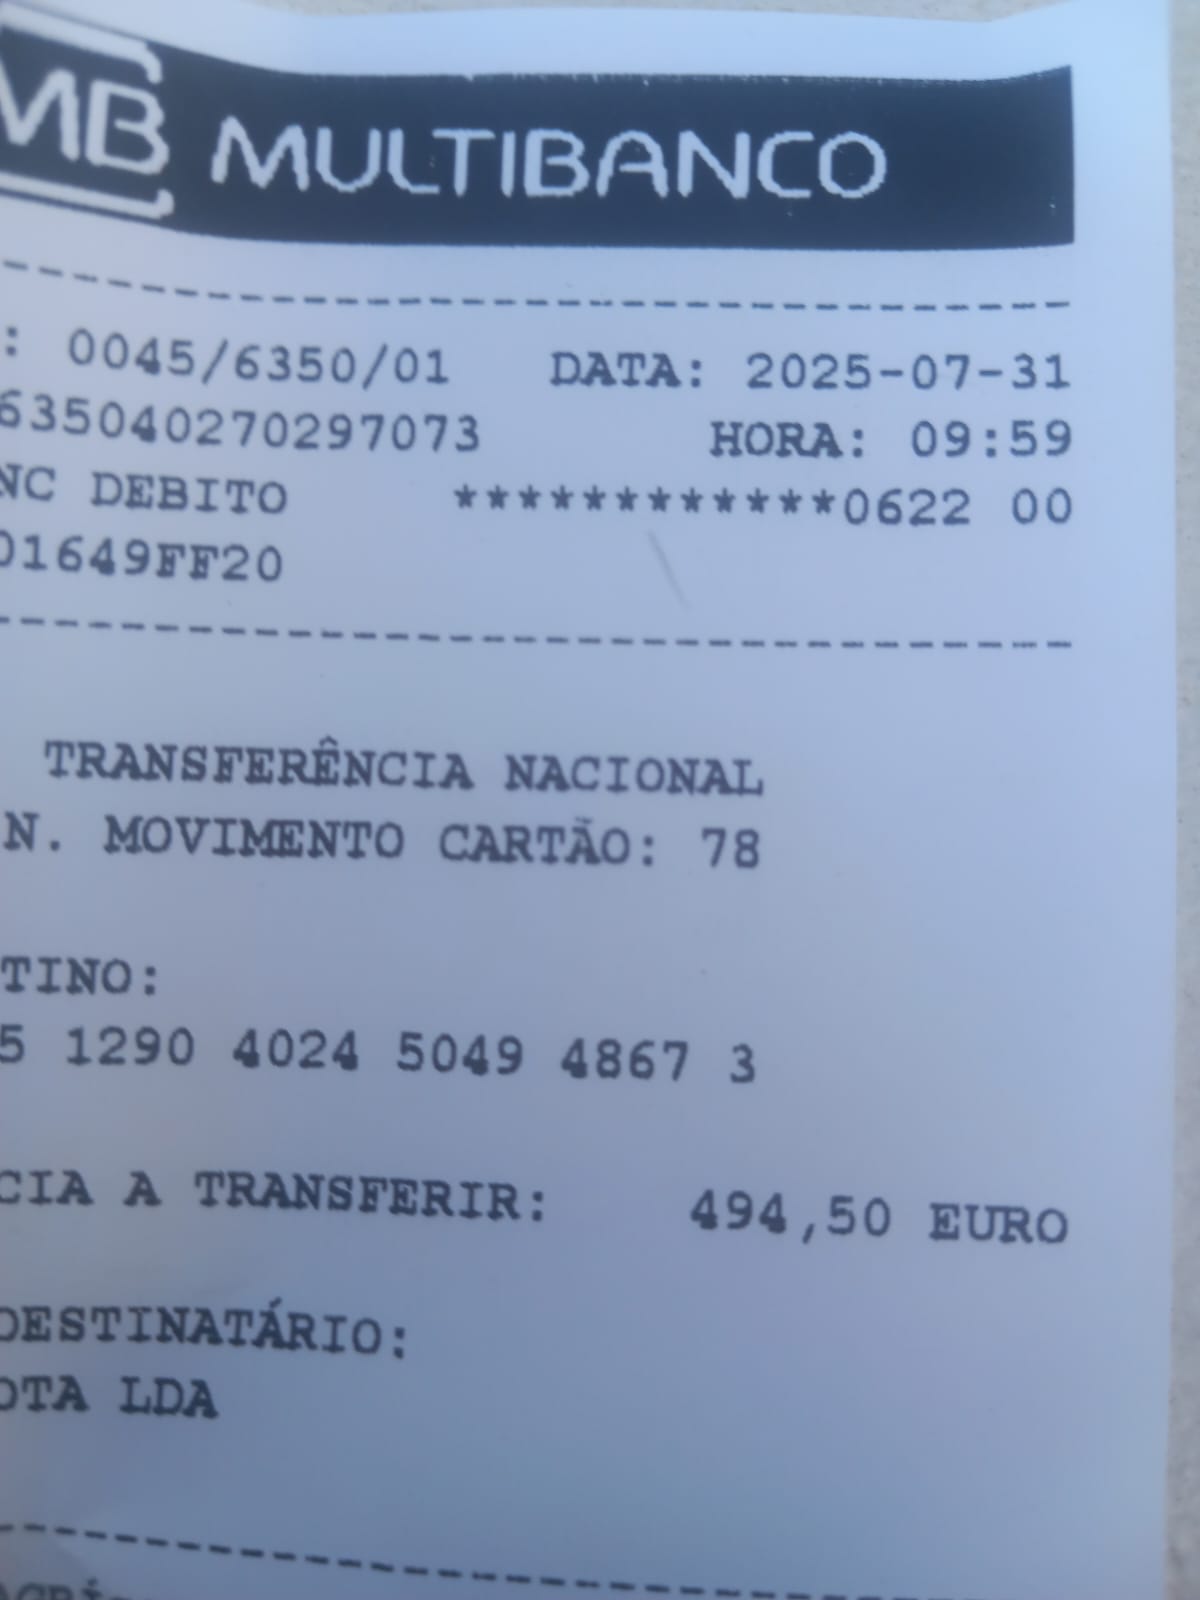 MB MULTIBANCO
: 0045/6350/01 DATA: 2025-07-31
635040270297073 HORA: 09:59
NC DEBITO ************0622 00
01649FF20
TRANSFERÊNCIA NACIONAL
N. MOVIMENTO CARTÃO: 78
TINO:
5 1290 4024 5049 4867 3
CIA A TRANSFERIR: 494,50 EURO
DESTINATÁRIO:
OTA LDA